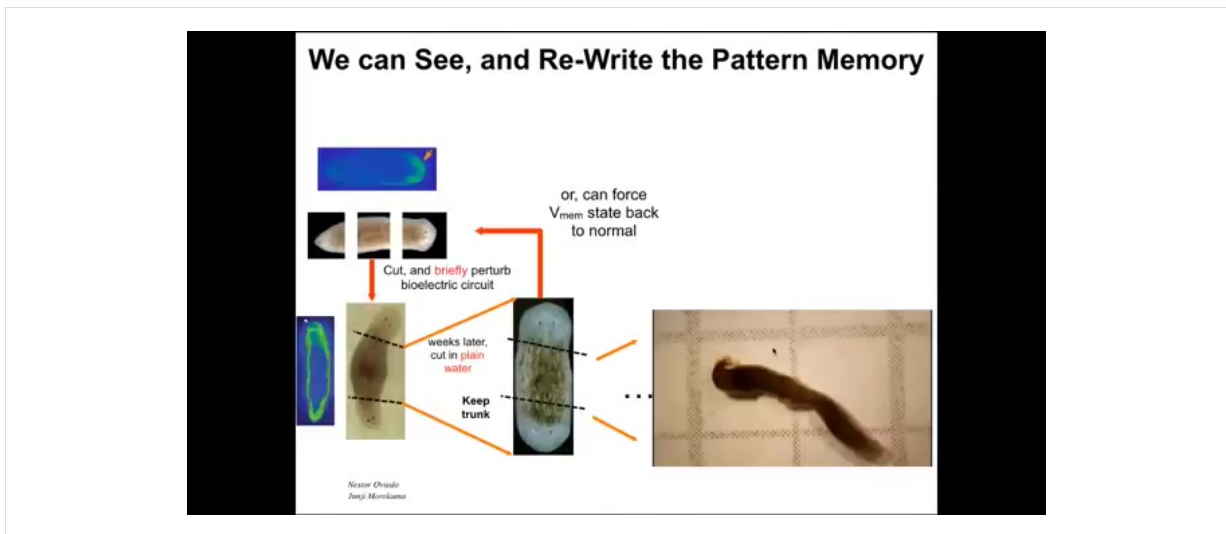 We can See, and Re-Write the Pattern Memory
or, can force
Vmem state back
to normal
Cut, and briefly perturb
bioelectric circuit
weeks later,
cut in plain
water
Keep
trunk
...
Nestor Oviedo
Junji Morokuma